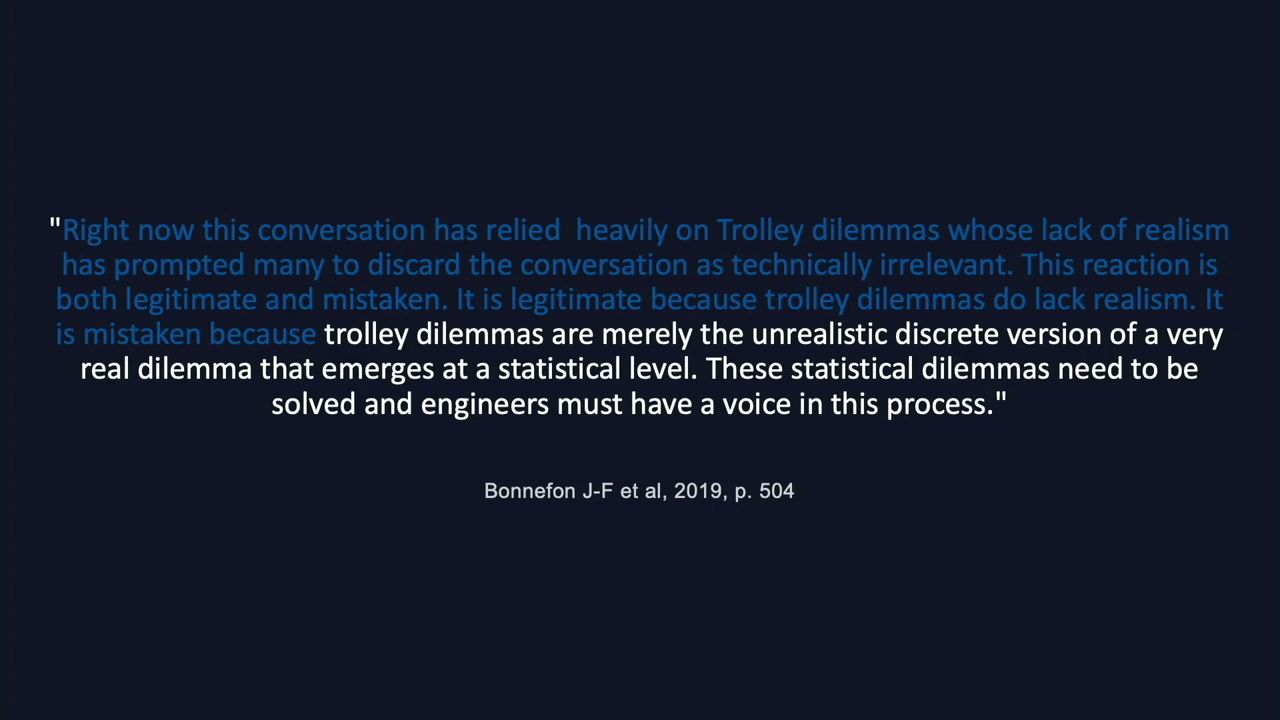 "Right now this conversation has relied  heavily on Trolley dilemmas whose lack of realism
has prompted many to discard the conversation as technically irrelevant. This reaction is
both legitimate and mistaken. It is legitimate because trolley dilemmas do lack realism. It
is mistaken because trolley dilemmas are merely the unrealistic discrete version of a very
real dilemma that emerges at a statistical level. These statistical dilemmas need to be
solved and engineers must have a voice in this process."
Bonnefon J-F et al, 2019, p. 504